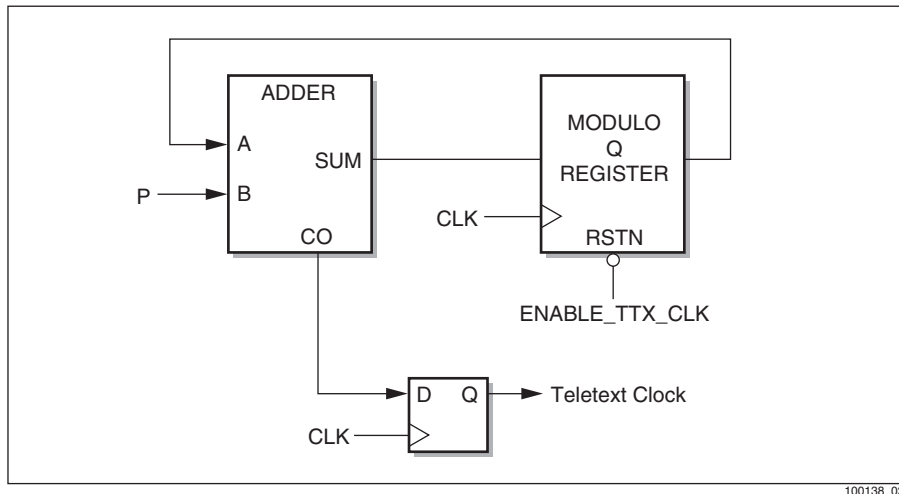 ADDER
A
SUM
P
B
CO
MODULO
Q
REGISTER
CLK
RSTN
ENABLE_TTX_CLK
D
Q
Teletext Clock
CLK